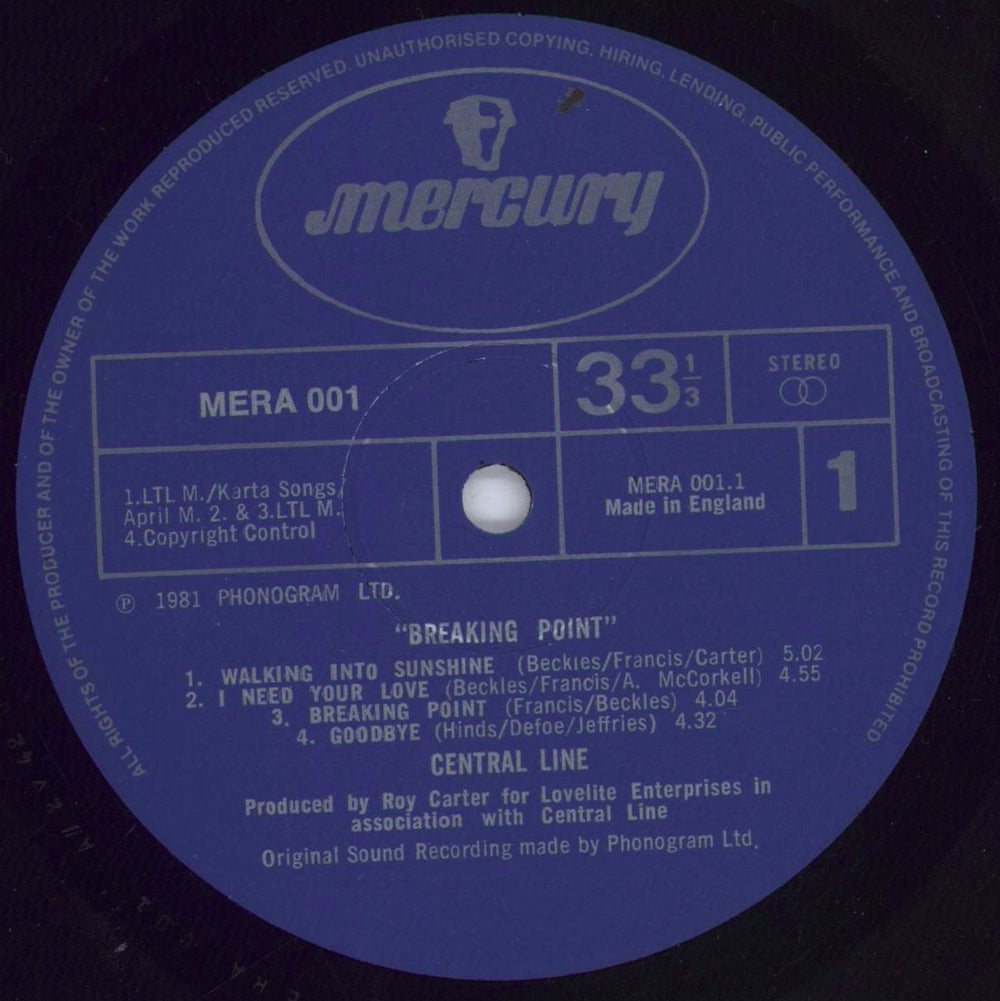 ALL RIGHTS OF THE PRODUCER AND OF THE OWNER OF THE WORK REPRODUCED RESERVED. UNAUTHORISED COPYING, HIRING, LENDING, PUBLIC PERFORMANCE AND BROADCASTING OF THIS RECORD PROHIBITED
mercury
MERA 001
33 1/3
STEREO
1.LTL M./Karta Songs/
April M. 2. & 3.LTL M.
4.Copyright Control
MERA 001.1
Made in England
1
Ⓟ 1981 PHONOGRAM LTD.
"BREAKING POINT"
1. WALKING INTO SUNSHINE (Beckles/Francis/Carter) 5.02
2. I NEED YOUR LOVE (Beckles/Francis/A. McCorkell) 4.55
3. BREAKING POINT (Francis/Beckles) 4.04
4. GOODBYE (Hinds/Defoe/Jeffries) 4.32
CENTRAL LINE
Produced by Roy Carter for Lovelite Enterprises in
association with Central Line
Original Sound Recording made by Phonogram Ltd.